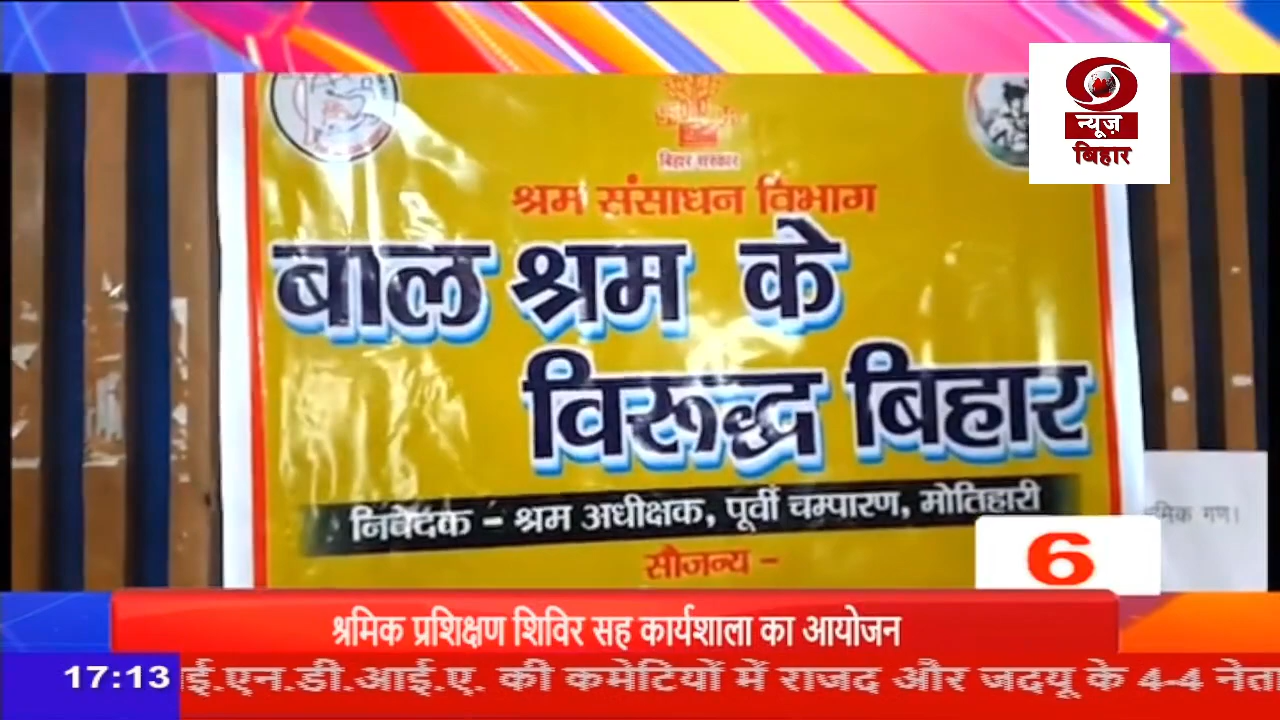 न्यूज़
बिहार
बिहार सरकार
श्रम संसाधन विभाग
बाल श्रम के
विरूद्ध बिहार
निवेदक - श्रम अधीक्षक, पूर्वी चम्पारण, मोतिहारी
सौजन्य -
गण।
6
श्रमिक प्रशिक्षण शिविर सह कार्यशाला का आयोजन
17:13 ई.एन.डी.आई.ए. की कमेटियों में राजद और जदयू के 4-4 नेता